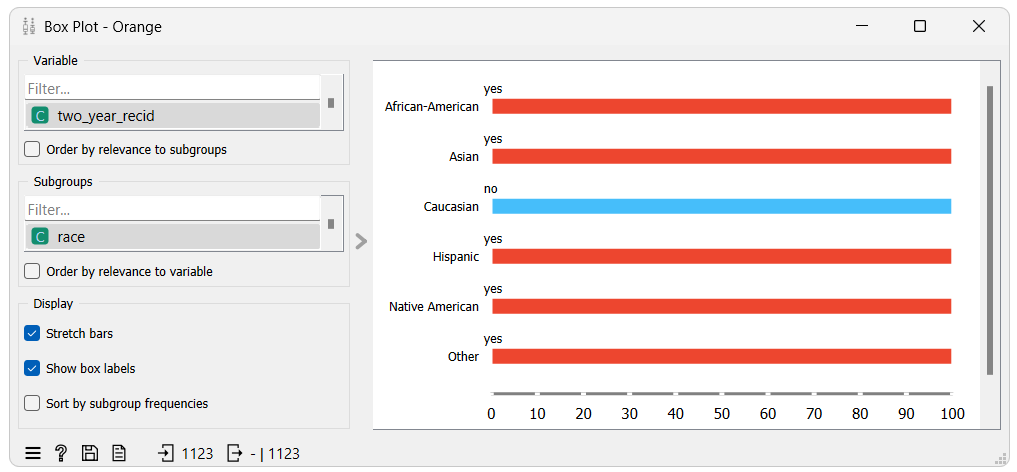 Box Plot - Orange
Variable
Filter...
C two_year_recid
Order by relevance to subgroups
Subgroups
Filter...
C race
Order by relevance to variable
Display
Stretch bars
Show box labels
Sort by subgroup frequencies
? 1123 - | 1123
yes
African-American
yes
Asian
no
Caucasian
yes
Hispanic
yes
Native American
yes
Other
0 10 20 30 40 50 60 70 80 90 100